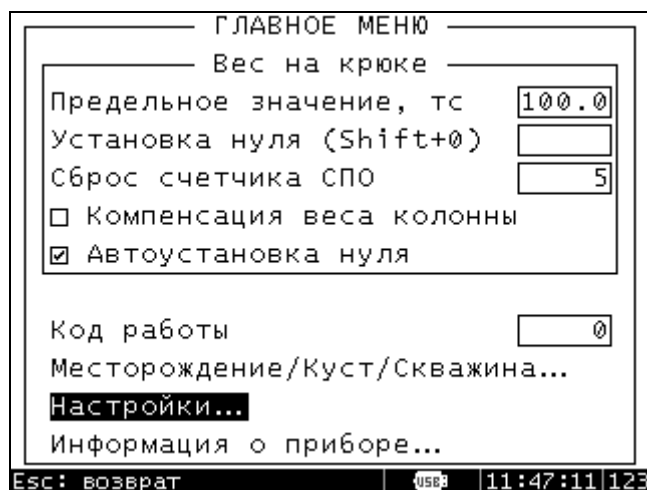 ГЛАВНОЕ МЕНЮ
Вес на крюке
Предельное значение, тс 100.0
Установка нуля (Shift+0)
Сброс счетчика СПО 5
Компенсация веса колонны
Автоустановка нуля
Код работы 0
Месторождение/Куст/Скважина...
Настройки...
Информация о приборе...
Esc: возврат USB 11:47:11 123